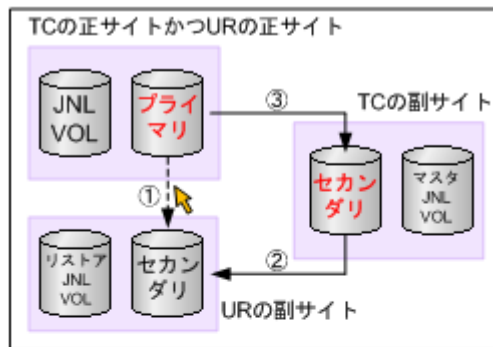 TCの正サイトかつURの正サイト
JNL
VOL
プライ
マリ
③
TCの副サイト
セカン
ダリ
マスタ
JNL
VOL
①
リストア
JNL
VOL
セカン
ダリ
②
URの副サイト